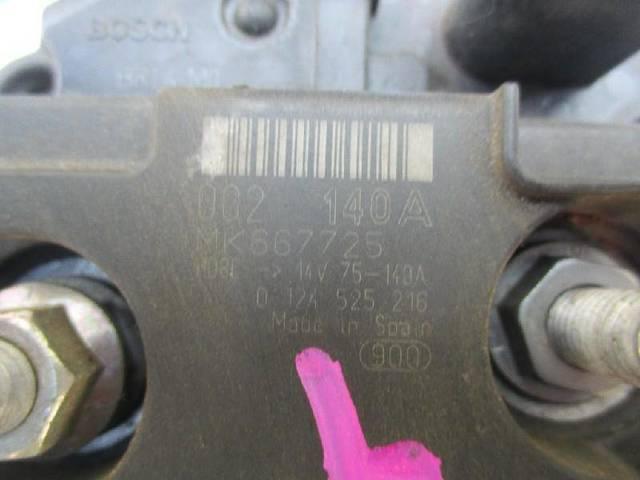 BOSCH
002 140A
MK667725
-> 14V 75-140A
0 124 525 216
Made in Spain
900